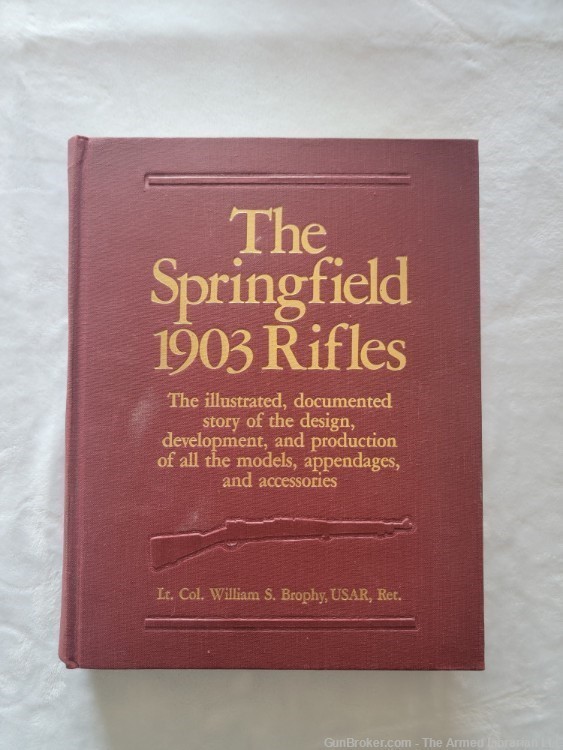 The
Springfield
1903 Rifles
The illustrated, documented
story of the design,
development, and production
of all the models, appendages,
and accessories
Lt. Col. William S. Brophy, USAR, Ret.
GunBroker.com - The Armed